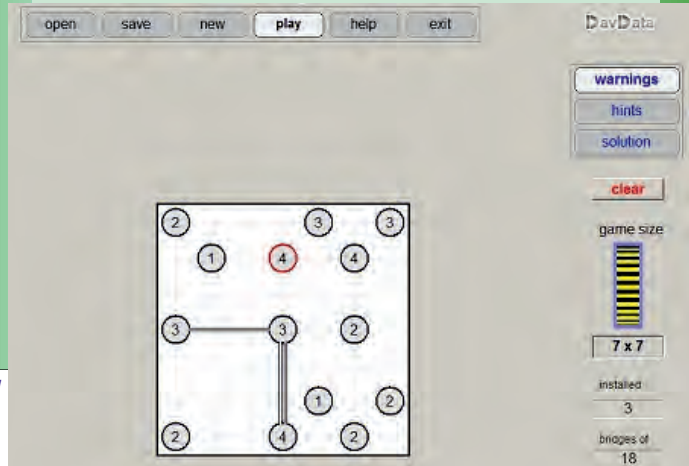 open save new play help exit DavData
warnings
hints
solution
clear
game size
7 x 7
installed
3
bridges of
18
2 3 3
1 4 4
3 3 2
1 2
2 4 2